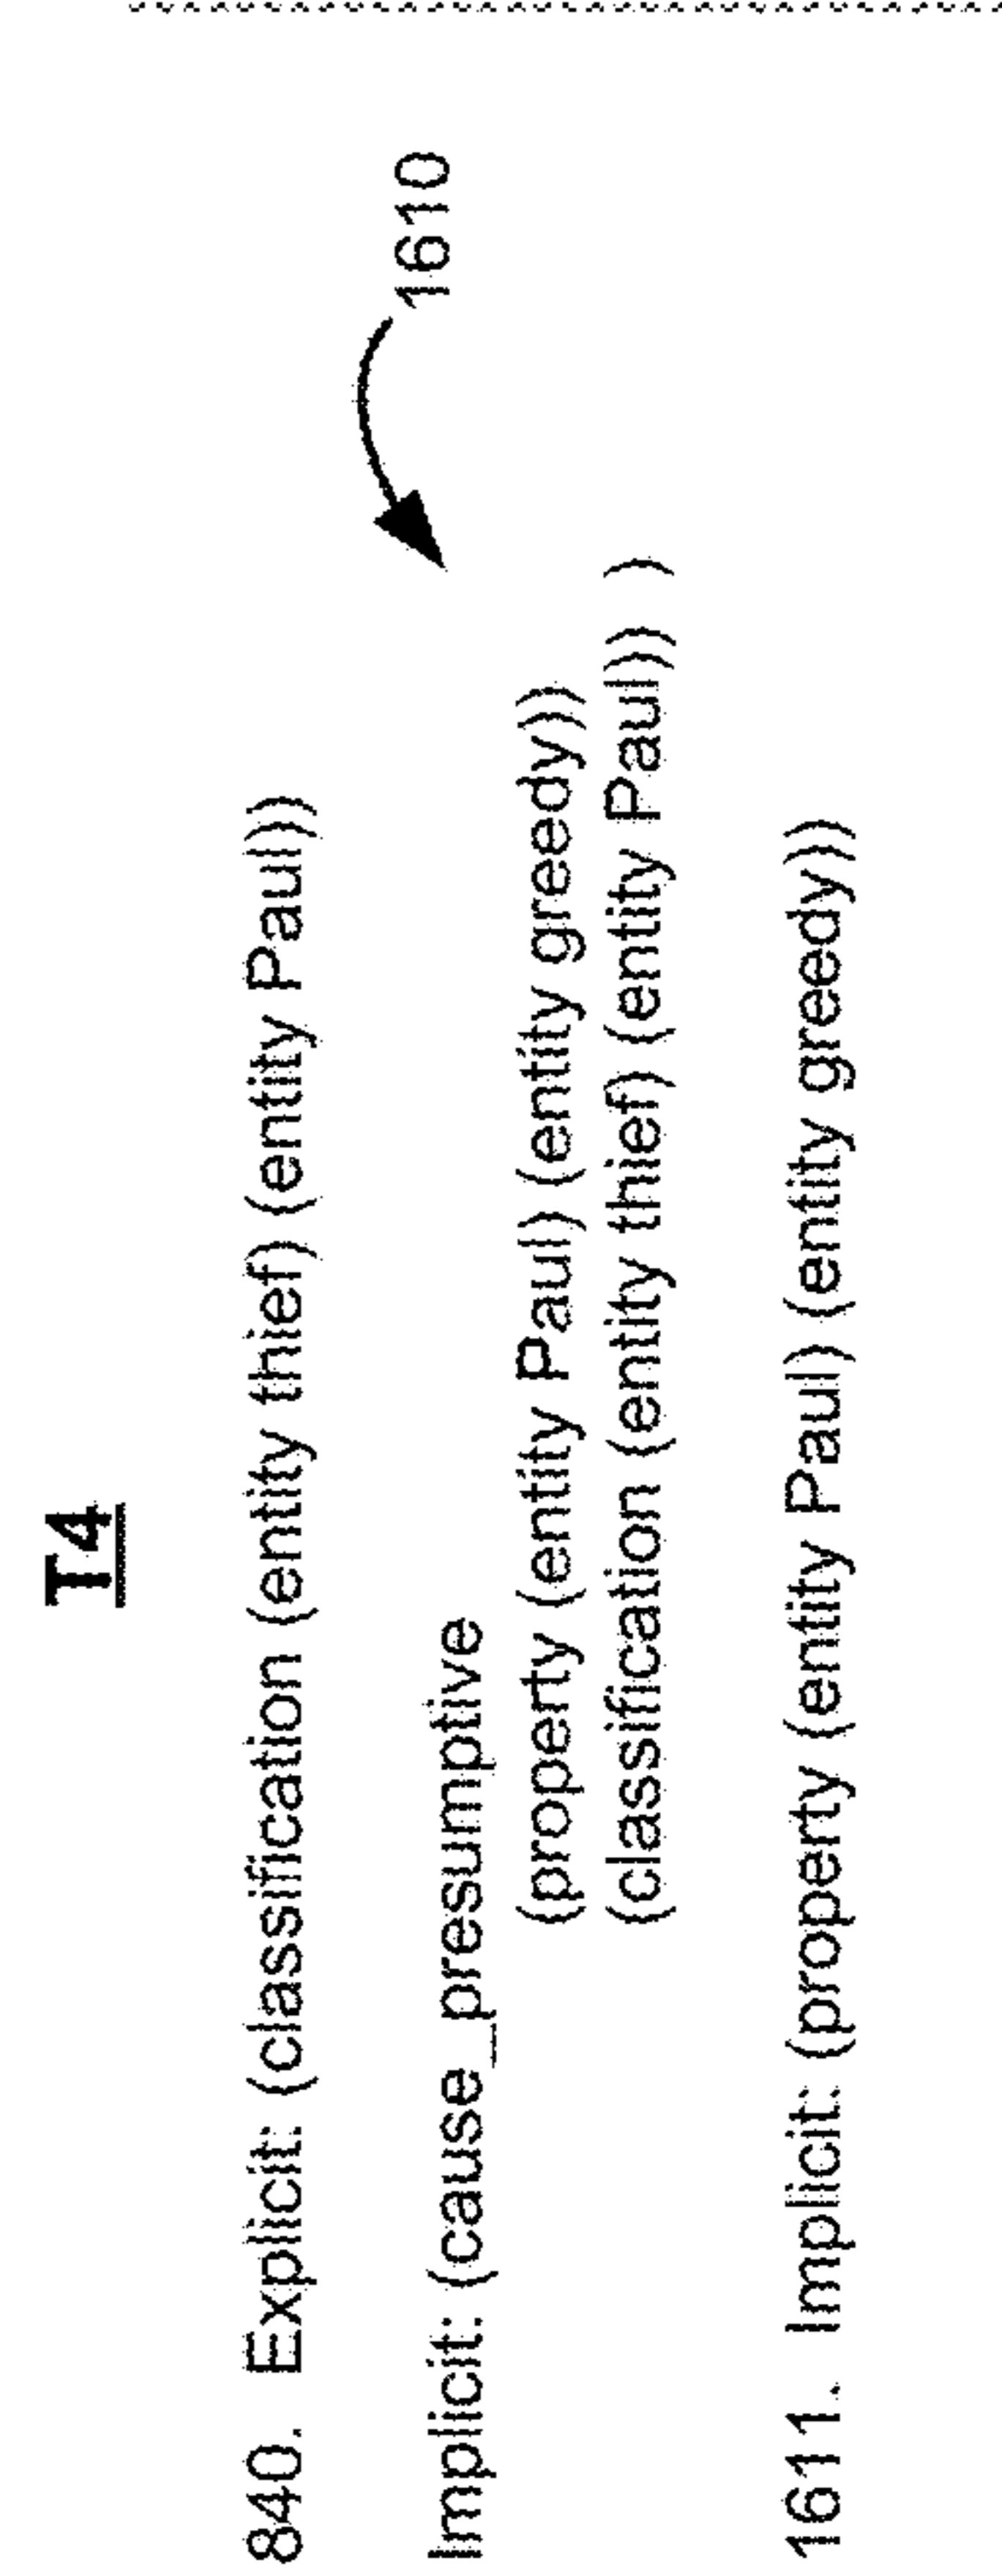 T4
840. Explicit: (classification (entity thief) (entity Paul))
1610
Implicit: (cause_presumptive
(property (entity Paul) (entity greedy))
(classification (entity thief) (entity Paul)) )
1611. Implicit: (property (entity Paul) (entity greedy))